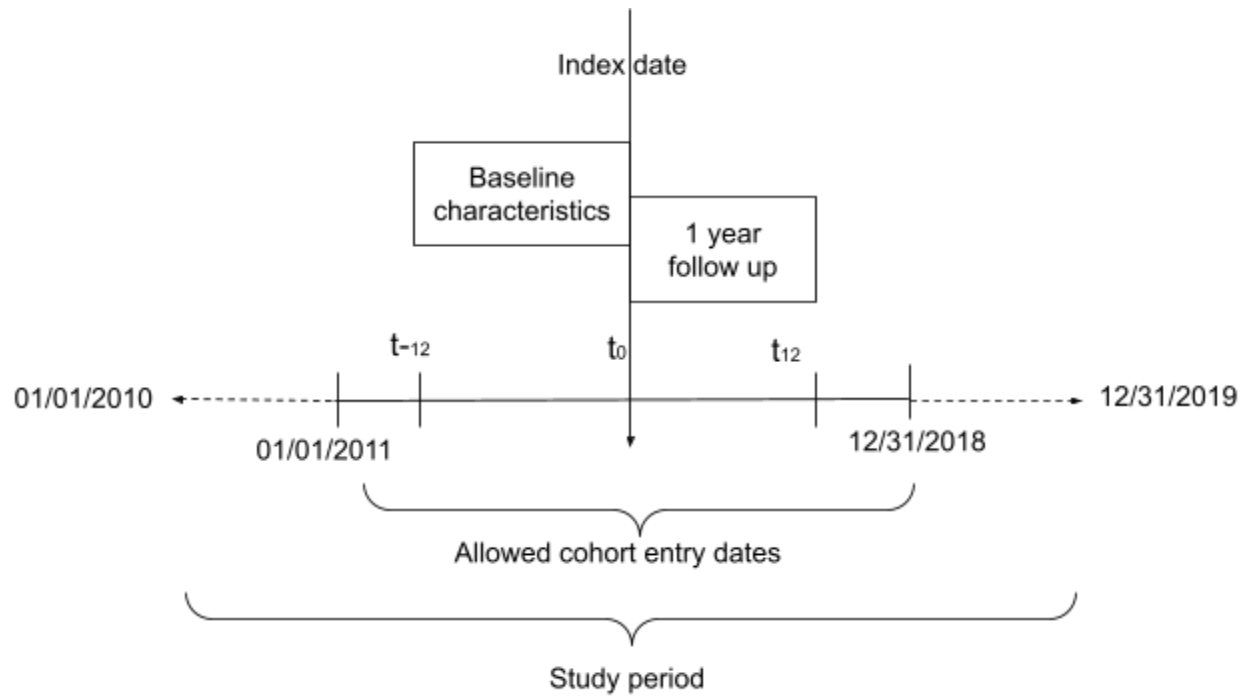 Index date
Baseline
characteristics
1 year
follow up
t-12
t0
t12
01/01/2010
12/31/2019
01/01/2011
12/31/2018
Allowed cohort entry dates
Study period